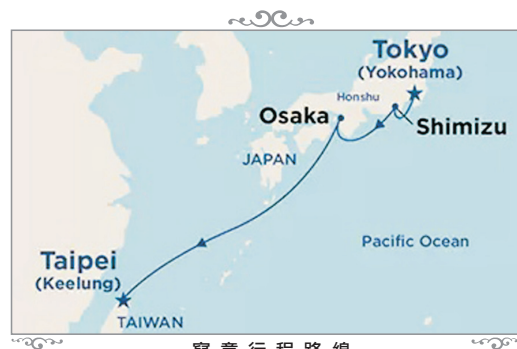 Tokyo
(Yokohama)
Honshu
Osaka
Shimizu
JAPAN
Pacific Ocean
Taipei
(Keelung)
TAIWAN